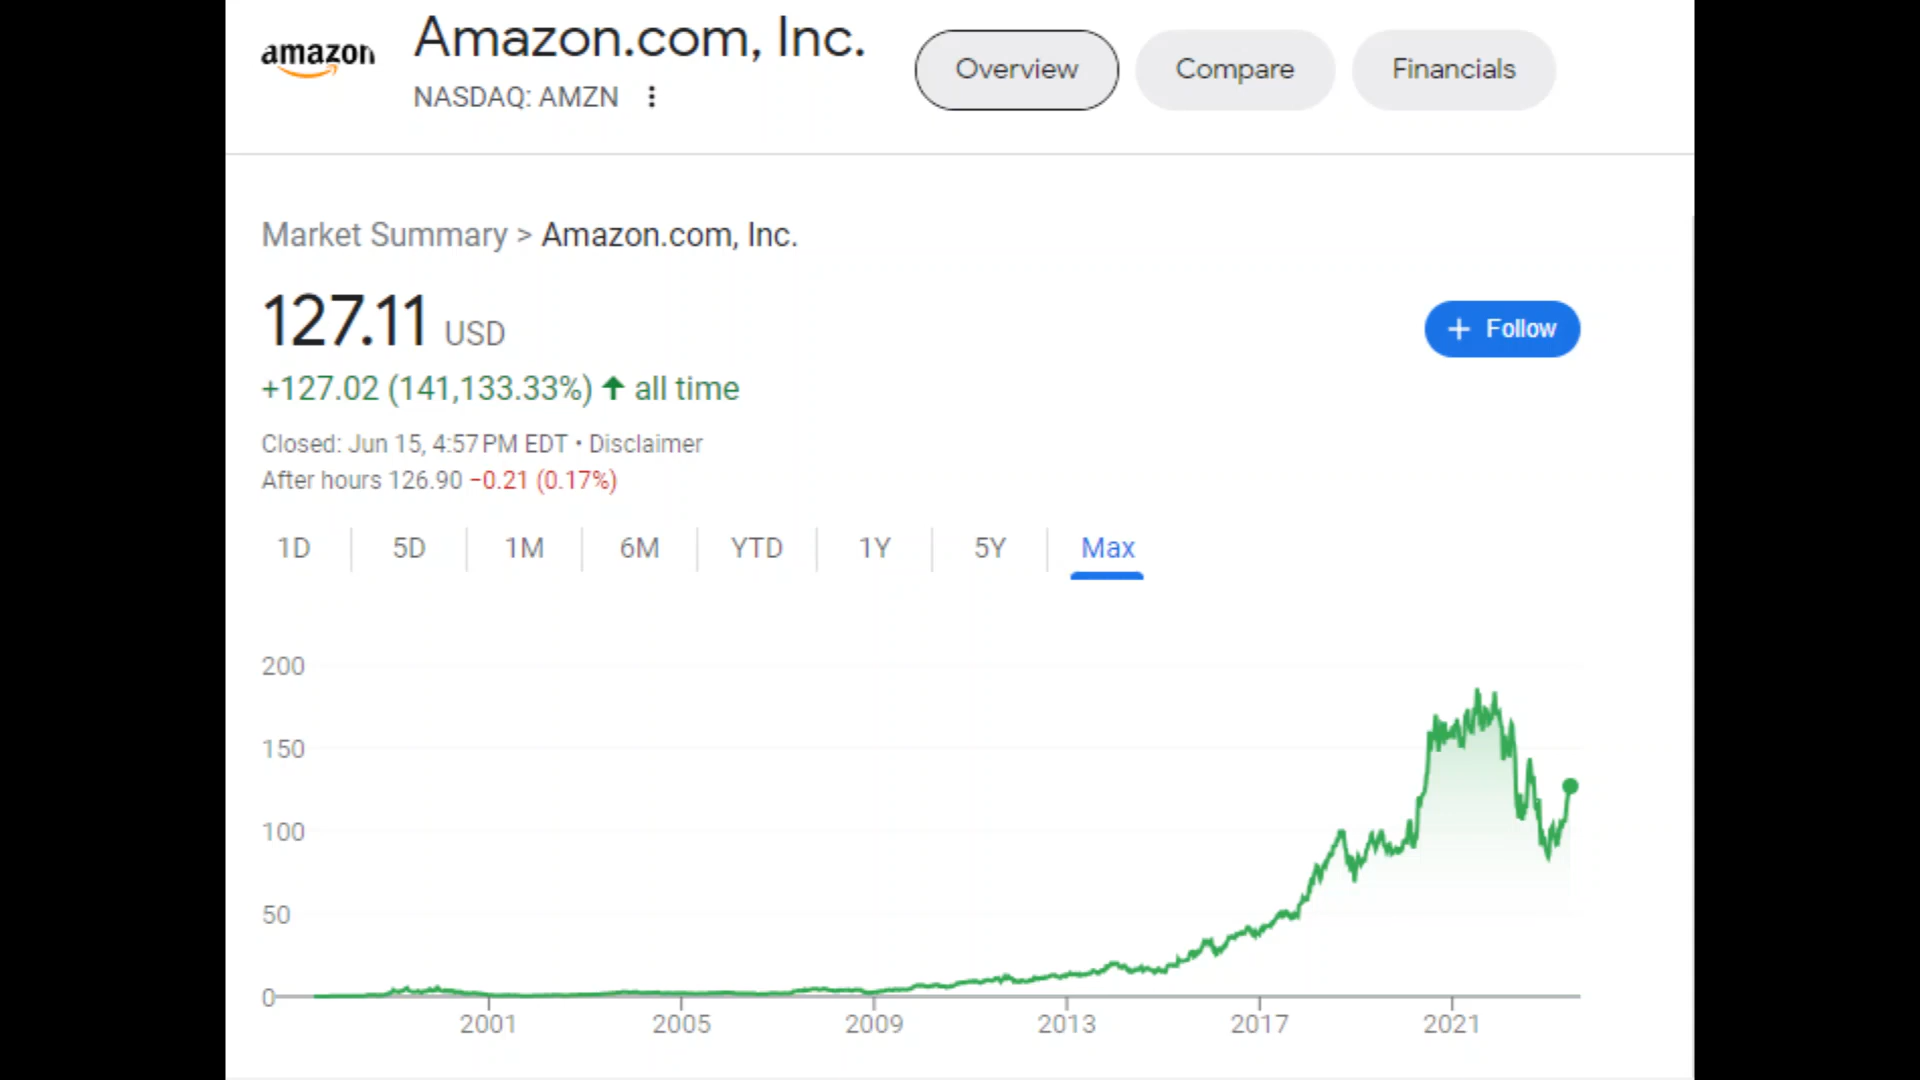 amazon
Amazon.com, Inc.
NASDAQ: AMZN
Overview
Compare
Financials
Market Summary > Amazon.com, Inc.
127.11 USD
+ Follow
+127.02 (141,133.33%) ↑ all time
Closed: Jun 15, 4:57 PM EDT • Disclaimer
After hours 126.90 −0.21 (0.17%)
1D 5D 1M 6M YTD 1Y 5Y Max
200
150
100
50
0
2001 2005 2009 2013 2017 2021